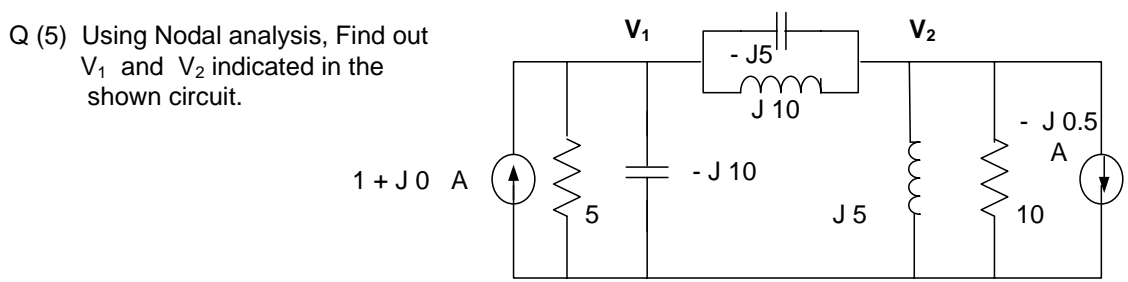 Q (5) Using Nodal analysis, Find out
V₁ and V₂ indicated in the
shown circuit.
V₁
V₂
- J5
J 10
- J 0.5
A
1 + J 0 A
- J 10
5
J 5
10